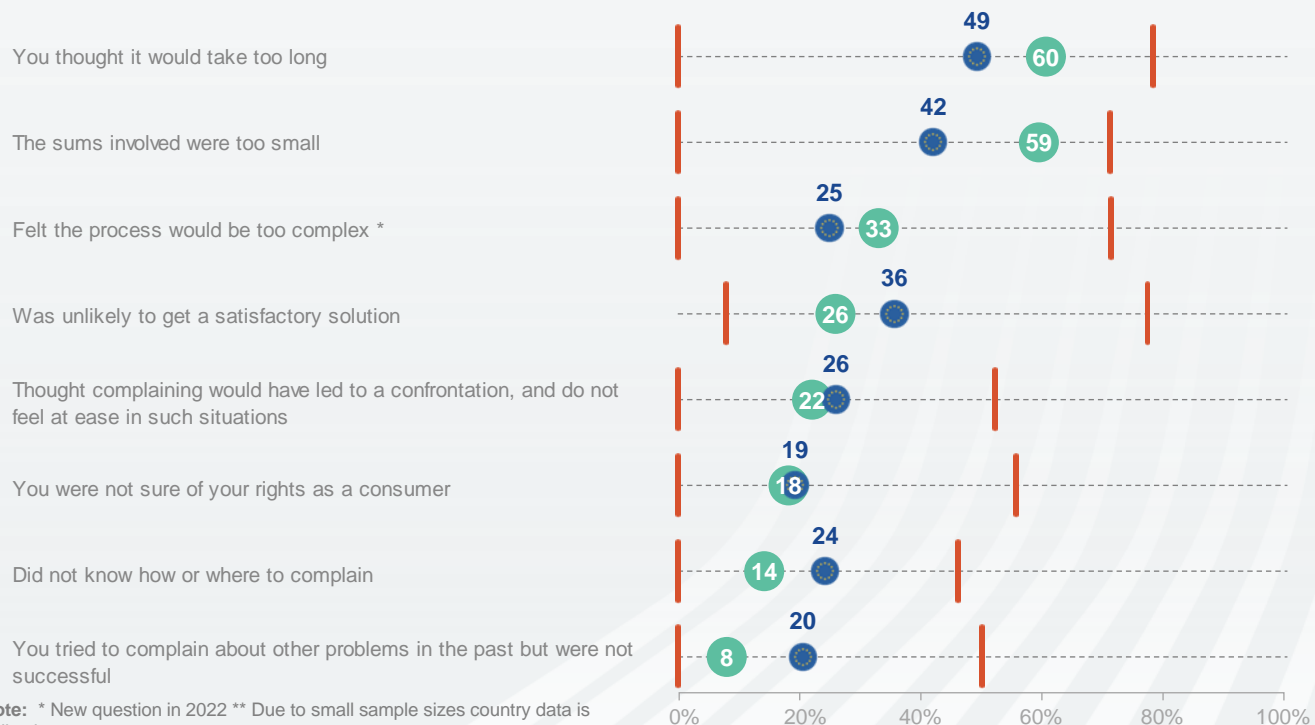 49
You thought it would take too long
60
42
The sums involved were too small
59
25
Felt the process would be too complex *
33
36
Was unlikely to get a satisfactory solution
26
26
Thought complaining would have led to a confrontation, and do not
feel at ease in such situations
22
19
You were not sure of your rights as a consumer
18
24
Did not know how or where to complain
14
20
You tried to complain about other problems in the past but were not
successful
8
ote: * New question in 2022 ** Due to small sample sizes country data is
0% 20% 40% 60% 80% 100%